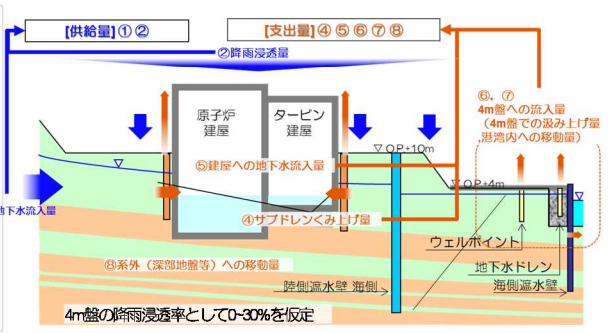 [供給量]①②
[支出量]④⑤⑥⑦⑧
②降雨浸透量
原子炉
建屋
タービン
建屋
⑥，⑦
4m盤への流入量
（4m盤での汲み上げ量
,港湾内への移動量）
▽OP+10m
⑤建屋への地下水流入量
▽OP+4m
地下水流入量
④サブドレンくみ上げ量
ウェルポイント
地下水ドレン
⑧系外（深部地盤等）への移動量
陸側遮水壁 海側
海側遮水壁
4m盤の降雨浸透率として0~30%を仮定